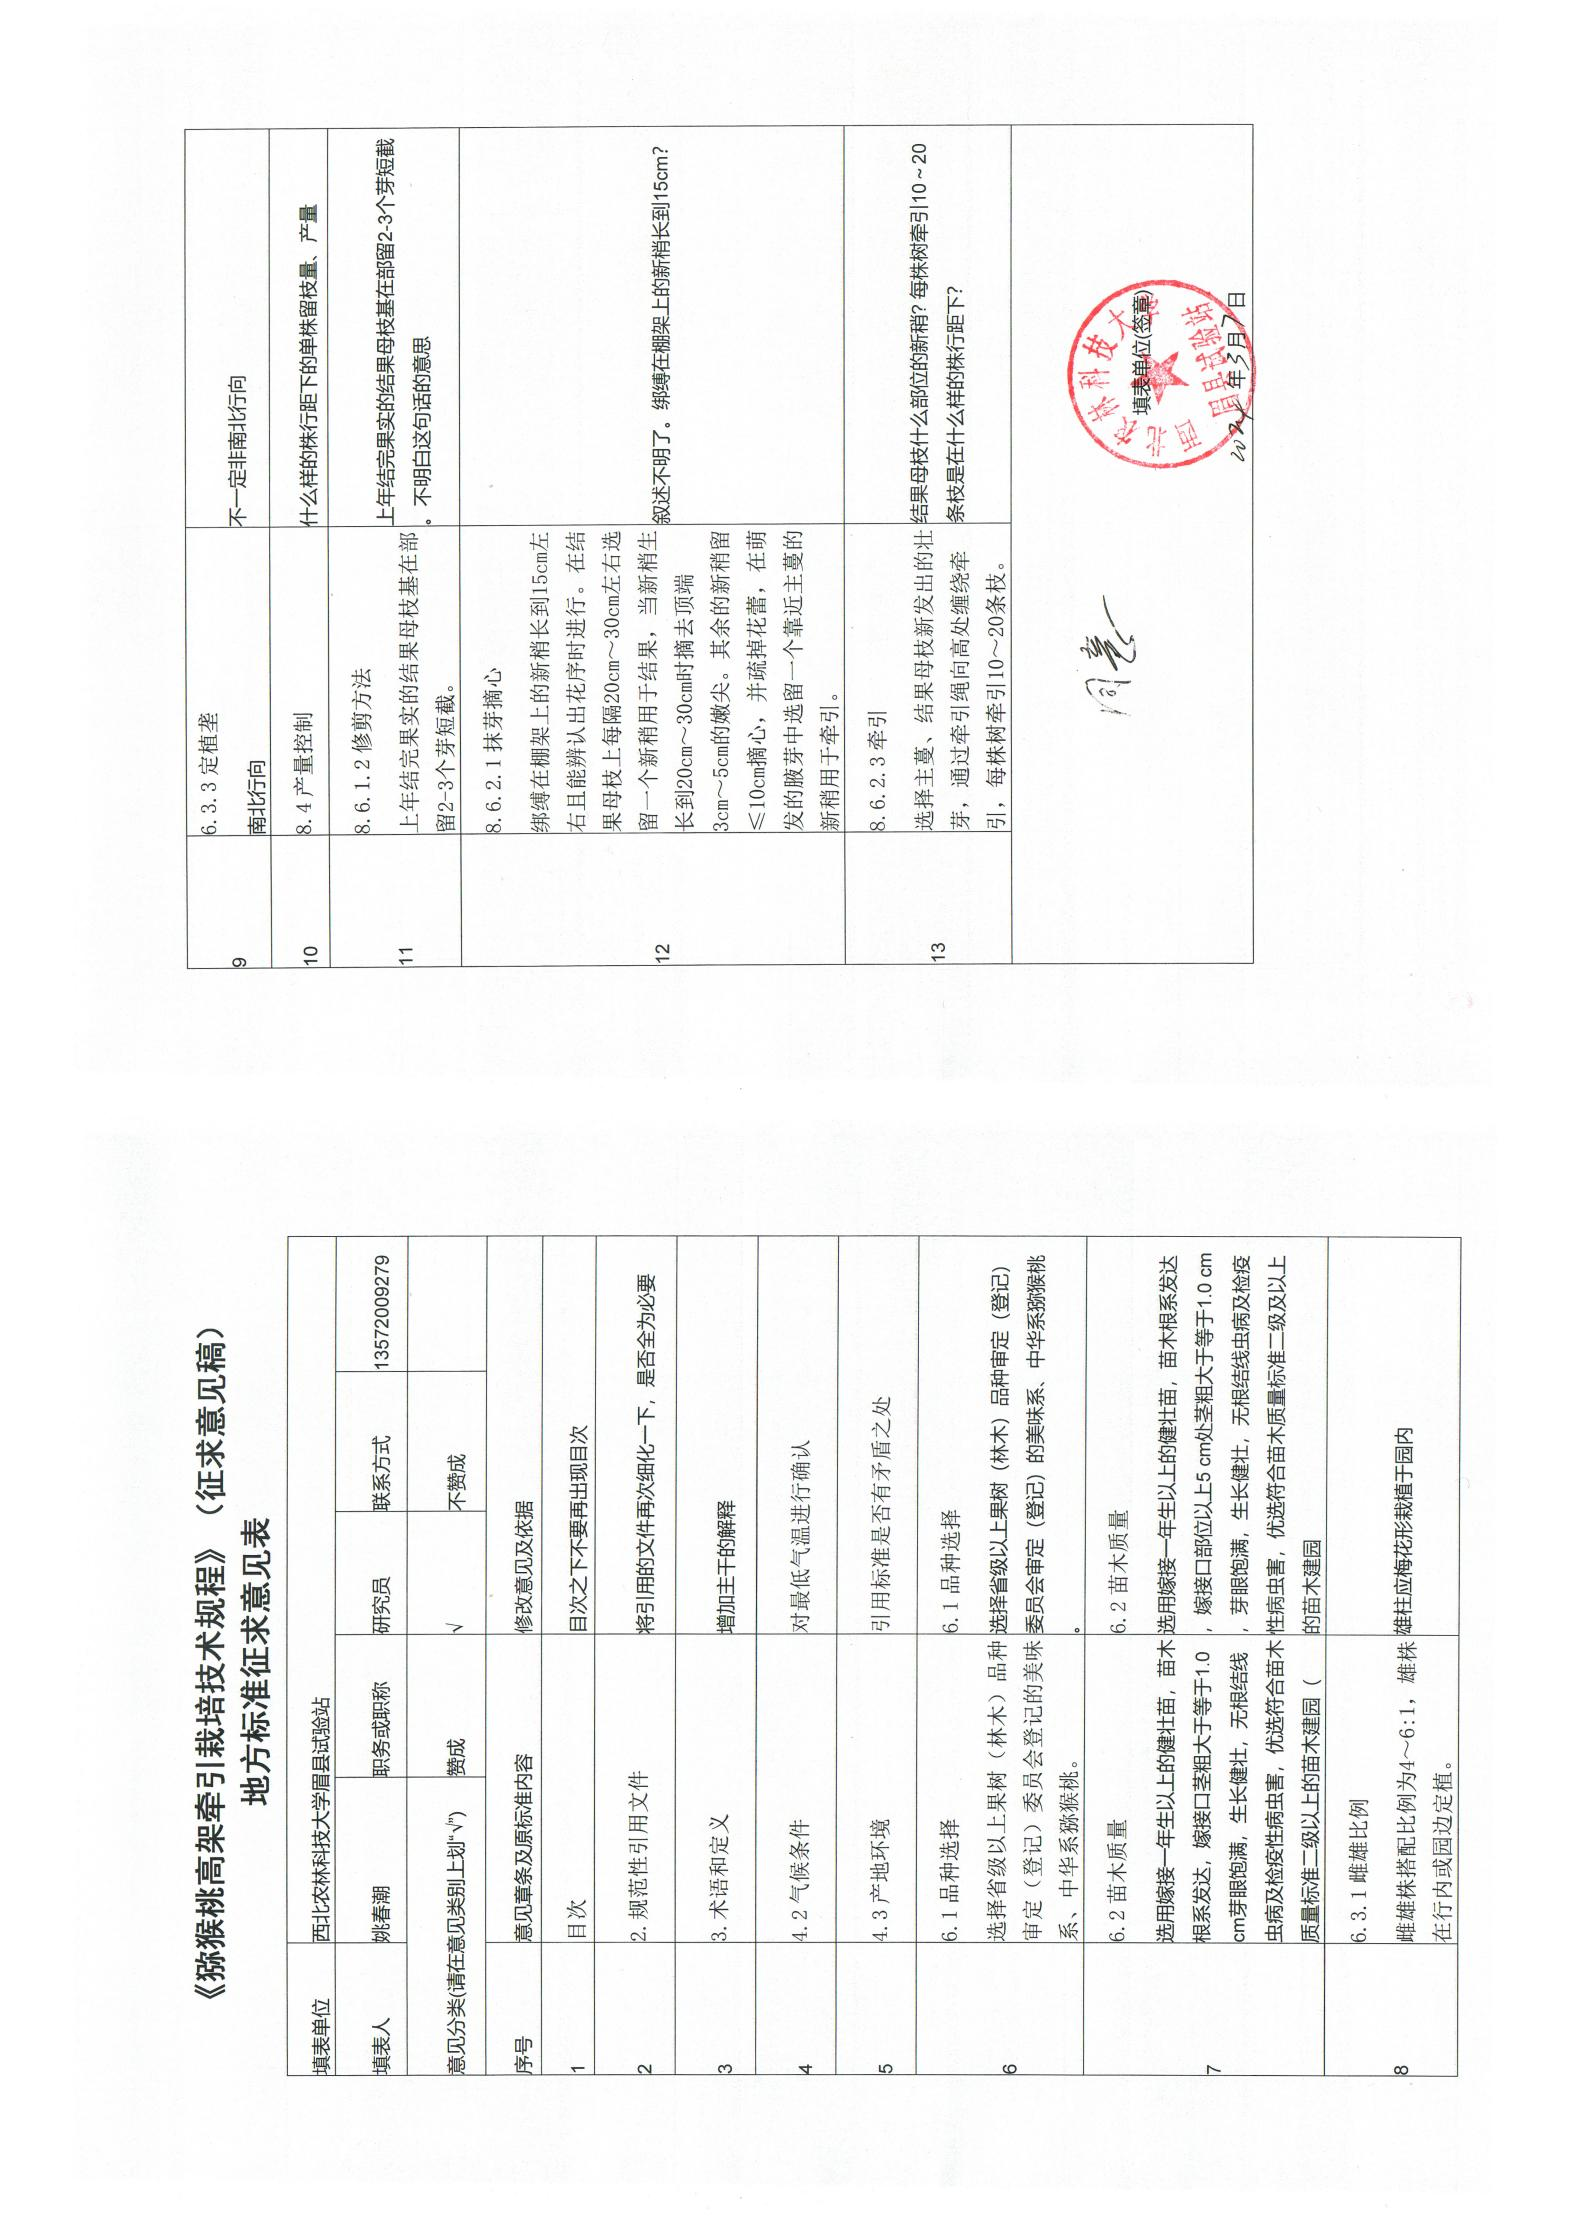 《猕猴桃高架牵引栽培技术规程》（征求意见稿）
地方标准征求意见表
填表单位 西北农林科技大学眉县试验站
填表人 姚春潮 职务或职称 研究员 联系方式 13572009279
意见分类(请在意见类别上划“√”) 赞成 √ 不赞成
序号 意见章条及原标准内容 修改意见及依据
1 目次 目次之下不要再出现目次
2 2.规范性引用文件 将引用的文件再次细化一下，是否全为必要
3 3.术语和定义 增加主干的解释
4 4.2气候条件 对最低气温进行确认
5 4.3产地环境 引用标准是否有矛盾之处
6
6.1品种选择
选择省级以上果树（林木）品种
审定（登记）委员会登记的美味
系、中华系猕猴桃。
6.1品种选择
选择省级以上果树（林木）品种审定（登记）
委员会审定（登记）的美味系、中华系猕猴桃
。
7
6.2苗木质量
选用嫁接一年生以上的健壮苗，苗木
根系发达，嫁接口茎粗大于等于1.0
cm芽眼饱满，生长健壮，无根结线
虫病及检疫性病虫害，优选符合苗木
质量标准二级以上的苗木建园（
6.2苗木质量
选用嫁接一年生以上的健壮苗，苗木根系发达
，嫁接口部位以上5 cm处茎粗大于等于1.0 cm
，芽眼饱满，生长健壮，无根结线虫病及检疫
性病虫害，优选符合苗木质量标准二级及以上
的苗木建园
8
6.3.1雌雄比例
雌雄株搭配比例为4～6:1，雄株
在行内或园边定植。
雄柱应梅花形栽植于园内
9
6.3.3定植垄
南北行向
不一定非南北行向
10 8.4产量控制 什么样的株行距下的单株留枝量、产量
11
8.6.1.2修剪方法
上年结完果实的结果母枝基在部
留2-3个芽短截。
上年结完果实的结果母枝基在部留2-3个芽短截
。不明白这句话的意思
12
8.6.2.1抹芽摘心
绑缚在棚架上的新梢长到15cm左
右且能辨认出花序时进行。在结
果母枝上每隔20cm～30cm左右选
留一个新稍用于结果，当新梢生
长到20cm～30cm时摘去顶端
3cm～5cm的嫩尖。其余的新稍留
≤10cm摘心，并疏掉花蕾，在萌
发的腋芽中选留一个靠近主蔓的
新稍用于牵引。
叙述不明了。绑缚在棚架上的新梢长到15cm？
13
8.6.2.3牵引
选择主蔓、结果母枝新发出的壮
芽，通过牵引绳向高处缠绕牵
引，每株树牵引10～20条枝。
结果母枝什么部位的新稍？每株树牵引10～20
条枝是在什么样的株行距下？
填表单位(签章)
西北农林科技大学
眉县试验站
2024年3月7日